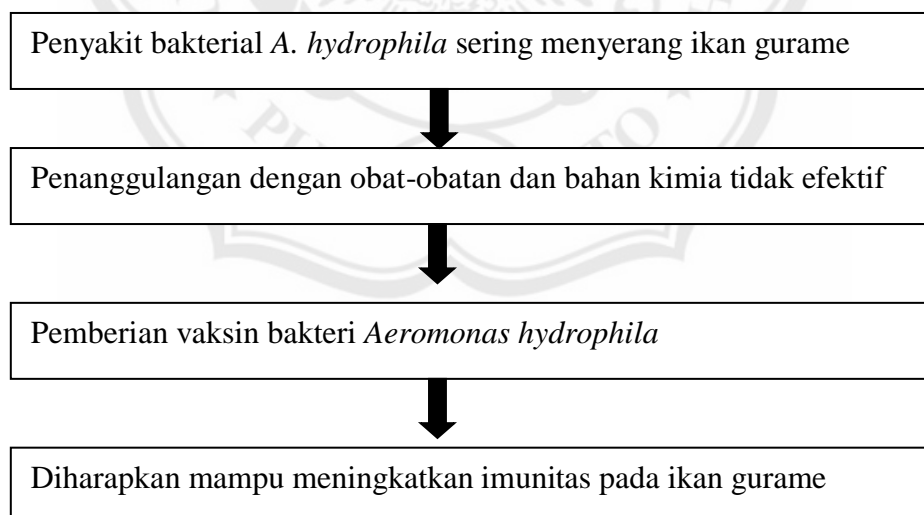 Penyakit bakterial A. hydrophila sering menyerang ikan gurame
Penanggulangan dengan obat-obatan dan bahan kimia tidak efektif
Pemberian vaksin bakteri Aeromonas hydrophila
Diharapkan mampu meningkatkan imunitas pada ikan gurame